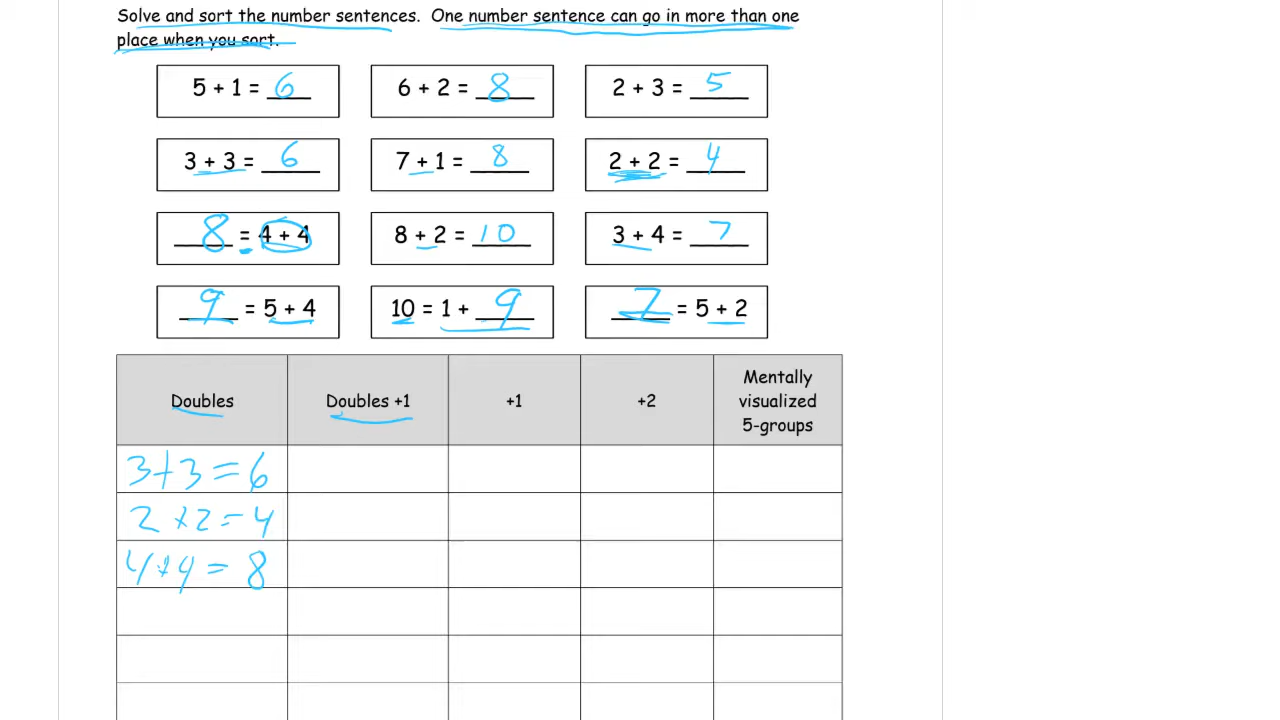 Solve and sort the number sentences. One number sentence can go in more than one
place when you sort.
5 + 1 = 6
6 + 2 = 8
2 + 3 = 5
3 + 3 = 6
7 + 1 = 8
2 + 2 = 4
8 = 4 + 4
8 + 2 = 10
3 + 4 = 7
9 = 5 + 4
10 = 1 + 9
7 = 5 + 2
Doubles
Doubles +1
+1
+2
Mentally
visualized
5-groups
3+3=6
2+2=4
4+4=8